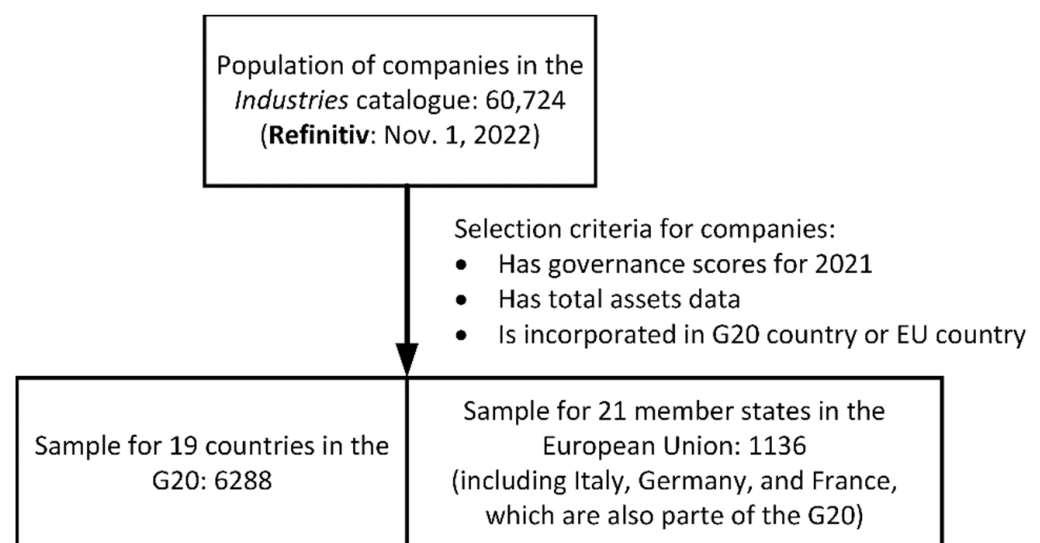 Population of companies in the
Industries catalogue: 60,724
(Refinitiv: Nov. 1, 2022)
Selection criteria for companies:
• Has governance scores for 2021
• Has total assets data
• Is incorporated in G20 country or EU country
Sample for 19 countries in the
G20: 6288
Sample for 21 member states in the
European Union: 1136
(including Italy, Germany, and France,
which are also parte of the G20)